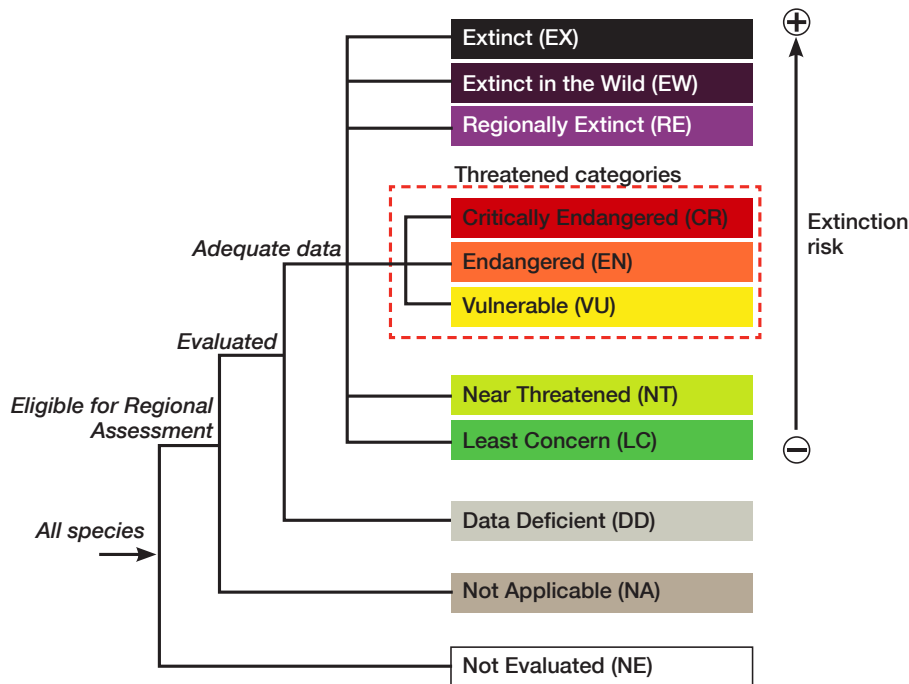 Extinct (EX)
Extinct in the Wild (EW)
Regionally Extinct (RE)
Threatened categories
Critically Endangered (CR)
Endangered (EN)
Vulnerable (VU)
Near Threatened (NT)
Least Concern (LC)
Data Deficient (DD)
Not Applicable (NA)
Not Evaluated (NE)
Adequate data
Evaluated
Eligible for Regional
Assessment
All species
+
Extinction
risk
−